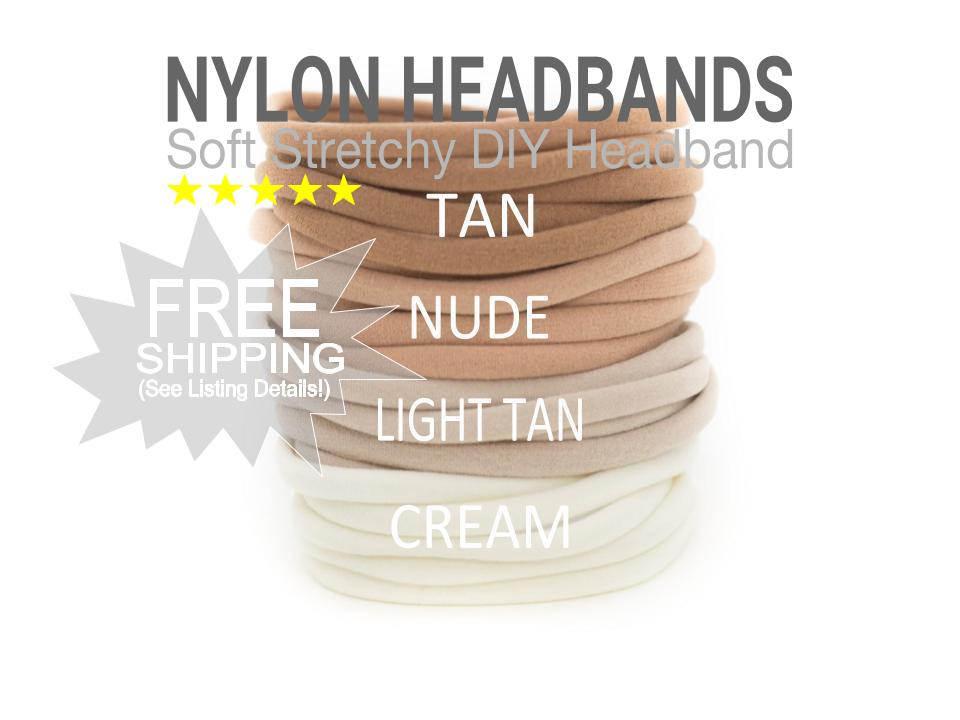 NYLON HEADBANDS
Soft Stretchy DIY Headband
TAN
FREE
SHIPPING
(See Listing Details!)
NUDE
LIGHT TAN
CREAM